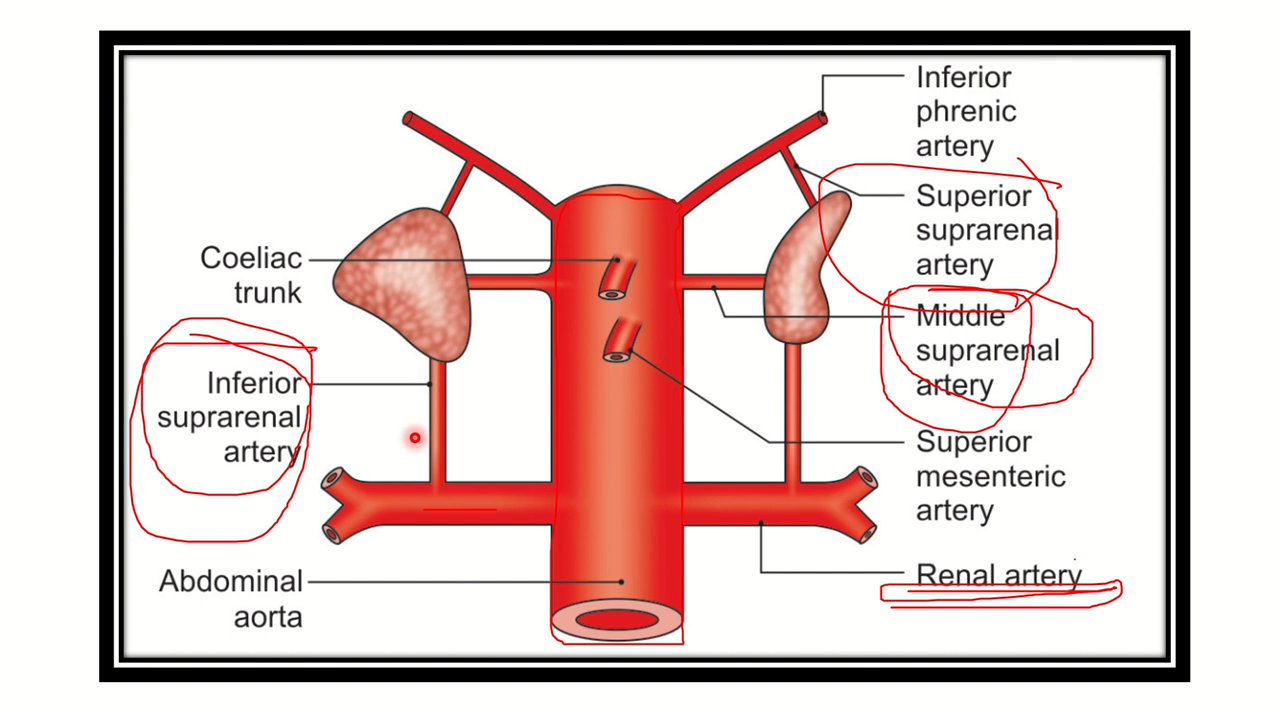 Inferior
phrenic
artery
Superior
suprarenal
artery
Coeliac
trunk
Middle
suprarenal
artery
Inferior
suprarenal
artery
Superior
mesenteric
artery
Renal artery
Abdominal
aorta